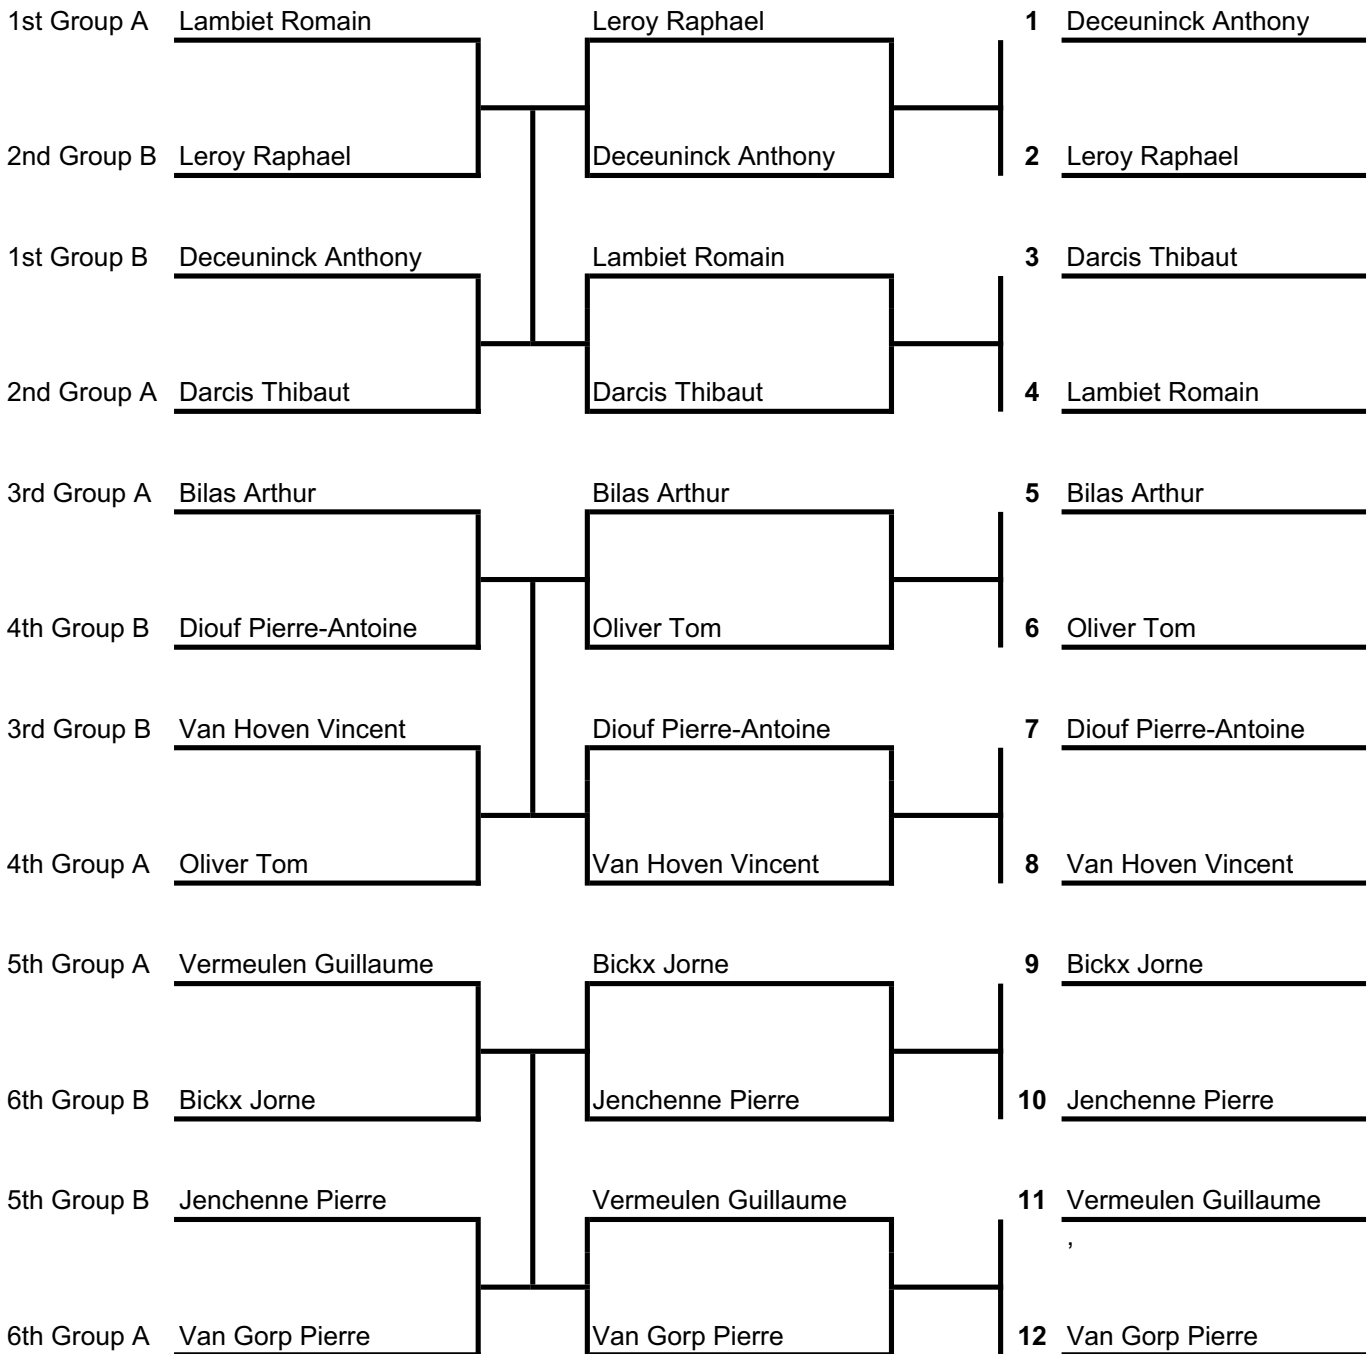 1st Group A Lambiet Romain Leroy Raphael 1 Deceuninck Anthony
2nd Group B Leroy Raphael Deceuninck Anthony 2 Leroy Raphael
1st Group B Deceuninck Anthony Lambiet Romain 3 Darcis Thibaut
2nd Group A Darcis Thibaut Darcis Thibaut 4 Lambiet Romain
3rd Group A Bilas Arthur Bilas Arthur 5 Bilas Arthur
4th Group B Diouf Pierre-Antoine Oliver Tom 6 Oliver Tom
3rd Group B Van Hoven Vincent Diouf Pierre-Antoine 7 Diouf Pierre-Antoine
4th Group A Oliver Tom Van Hoven Vincent 8 Van Hoven Vincent
5th Group A Vermeulen Guillaume Bickx Jorne 9 Bickx Jorne
6th Group B Bickx Jorne Jenchenne Pierre 10 Jenchenne Pierre
5th Group B Jenchenne Pierre Vermeulen Guillaume 11 Vermeulen Guillaume
,
6th Group A Van Gorp Pierre Van Gorp Pierre 12 Van Gorp Pierre